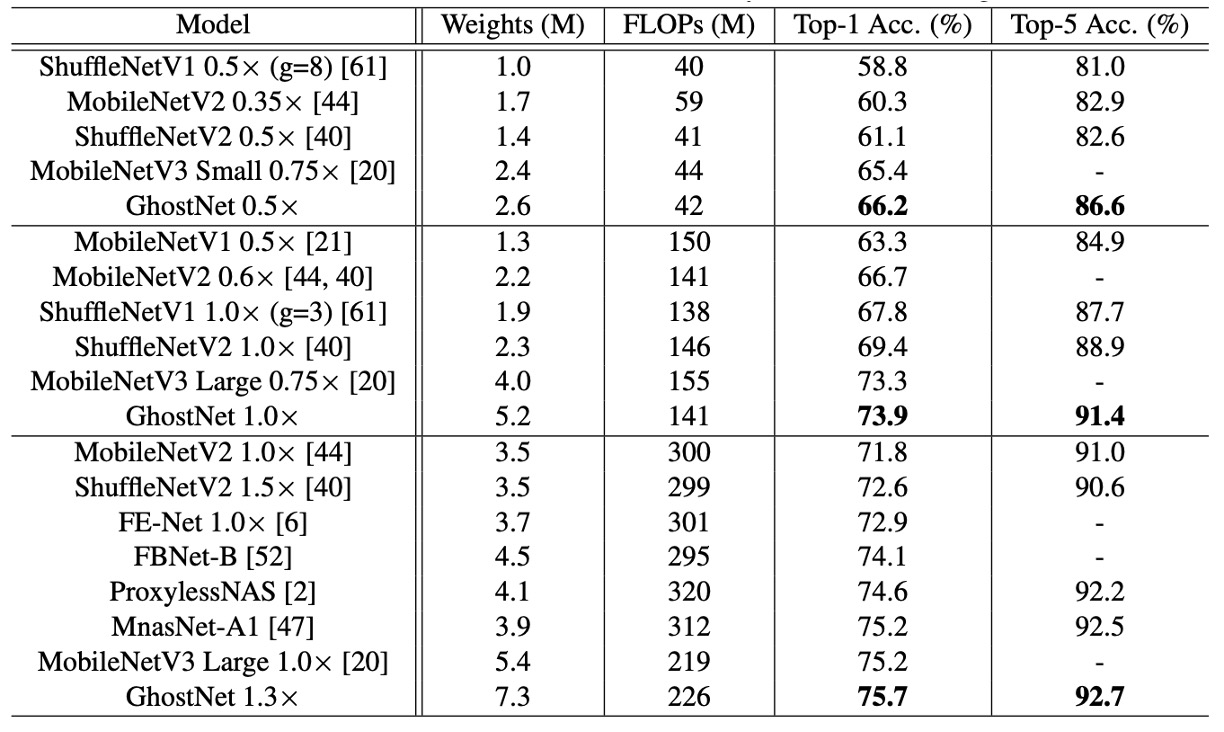 Model Weights (M) FLOPs (M) Top-1 Acc. (%) Top-5 Acc. (%)
ShuffleNetV1 0.5× (g=8) [61] 1.0 40 58.8 81.0
MobileNetV2 0.35× [44] 1.7 59 60.3 82.9
ShuffleNetV2 0.5× [40] 1.4 41 61.1 82.6
MobileNetV3 Small 0.75× [20] 2.4 44 65.4 -
GhostNet 0.5× 2.6 42 66.2 86.6
MobileNetV1 0.5× [21] 1.3 150 63.3 84.9
MobileNetV2 0.6× [44, 40] 2.2 141 66.7 -
ShuffleNetV1 1.0× (g=3) [61] 1.9 138 67.8 87.7
ShuffleNetV2 1.0× [40] 2.3 146 69.4 88.9
MobileNetV3 Large 0.75× [20] 4.0 155 73.3 -
GhostNet 1.0× 5.2 141 73.9 91.4
MobileNetV2 1.0× [44] 3.5 300 71.8 91.0
ShuffleNetV2 1.5× [40] 3.5 299 72.6 90.6
FE-Net 1.0× [6] 3.7 301 72.9 -
FBNet-B [52] 4.5 295 74.1 -
ProxylessNAS [2] 4.1 320 74.6 92.2
MnasNet-A1 [47] 3.9 312 75.2 92.5
MobileNetV3 Large 1.0× [20] 5.4 219 75.2 -
GhostNet 1.3× 7.3 226 75.7 92.7